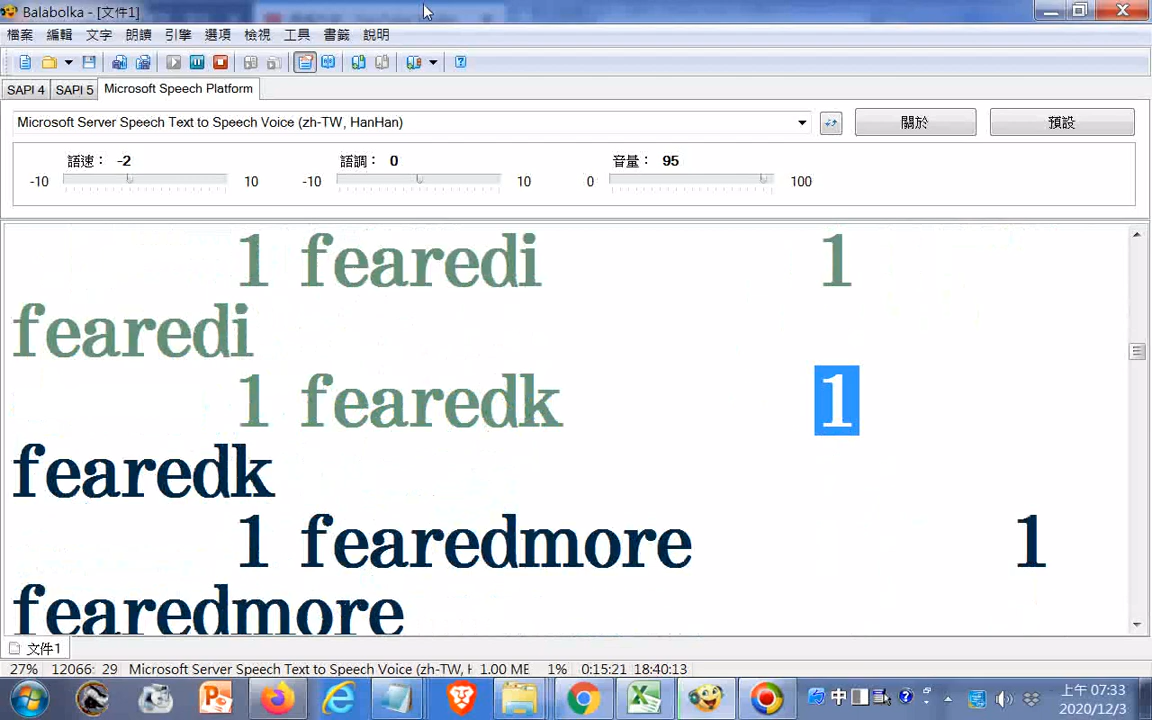 Balabolka - [文件1]
檔案 編輯 文字 朗讀 引擎 選項 檢視 工具 書籤 說明
SAPI 4 SAPI 5 Microsoft Speech Platform
Microsoft Server Speech Text to Speech Voice (zh-TW, HanHan) 關於 預設
語速： -2 語調： 0 音量： 95
-10 10 -10 10 0 100
1 fearedi 1
fearedi
1 fearedk 1
fearedk
1 fearedmore 1
fearedmore
文件1
27% 12066: 29 Microsoft Server Speech Text to Speech Voice (zh-TW, H 1.00 ME 1% 0:15:21 18:40:13
中 上午 07:33
2020/12/3